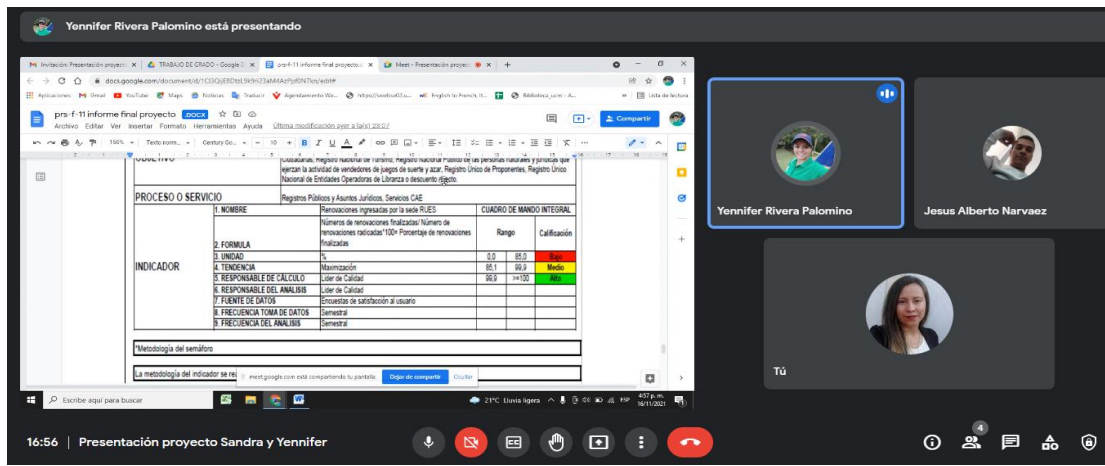 Yennifer Rivera Palomino está presentando
Invitación: Presentación proyect
TRABAJO DE GRADO - Google D
prs-f-11 informe final proyecto.d
Meet - Presentación proyec
Aplicaciones
Gmail
YouTube
Maps
Noticias
Traducir
Agendamiento
English to French, It...
Biblioteca_ucm : A...
Lista de lectura
prs-f-11 informe final proyecto
.DOCX
Archivo Editar Ver Insertar Formato Herramientas Ayuda
Última modificación ayer a la(s) 23:07
Compartir
150%
Texto norm...
Century Go...
10
OBJETIVO
Ciudadanas, Registro Nacional de Turismo, Registro Nacional Público de las personas naturales y jurídicas que
ejerzan la actividad de vendedores de juegos de suerte y azar, Registro Único de Proponentes, Registro Único
Nacional de Entidades Operadoras de Libranza o descuento directo.
PROCESO O SERVICIO
Registros Públicos y Asuntos Jurídicos, Servicios CAE
INDICADOR
1. NOMBRE
Renovaciones ingresadas por la sede RUES
CUADRO DE MANDO INTEGRAL
2. FORMULA
Números de renovaciones finalizadas/ Número de
renovaciones radicadas*100= Porcentaje de renovaciones
finalizadas
Rango
Calificación
3. UNIDAD
%
0,0
85,0
Bajo
4. TENDENCIA
Maximización
85,1
99,9
Medio
5. RESPONSABLE DE CÁLCULO
Lider de Calidad
99,9
>=100
Alto
6. RESPONSABLE DEL ANALISIS
Lider de Calidad
7. FUENTE DE DATOS
Encuestas de satisfacción al usuario
8. FRECUENCIA TOMA DE DATOS
Semestral
9. FRECUENCIA DEL ANALISIS
Semestral
*Metodología del semáforo
La metodología del indicador se rea
meet.google.com está compartiendo tu pantalla.
Dejar de compartir
Ocultar
Escribe aquí para buscar
21°C Lluvia ligera
ESP
4:57 p. m.
16/11/2021
Yennifer Rivera Palomino
Jesus Alberto Narvaez
Tú
16:56 | Presentación proyecto Sandra y Yennifer
4